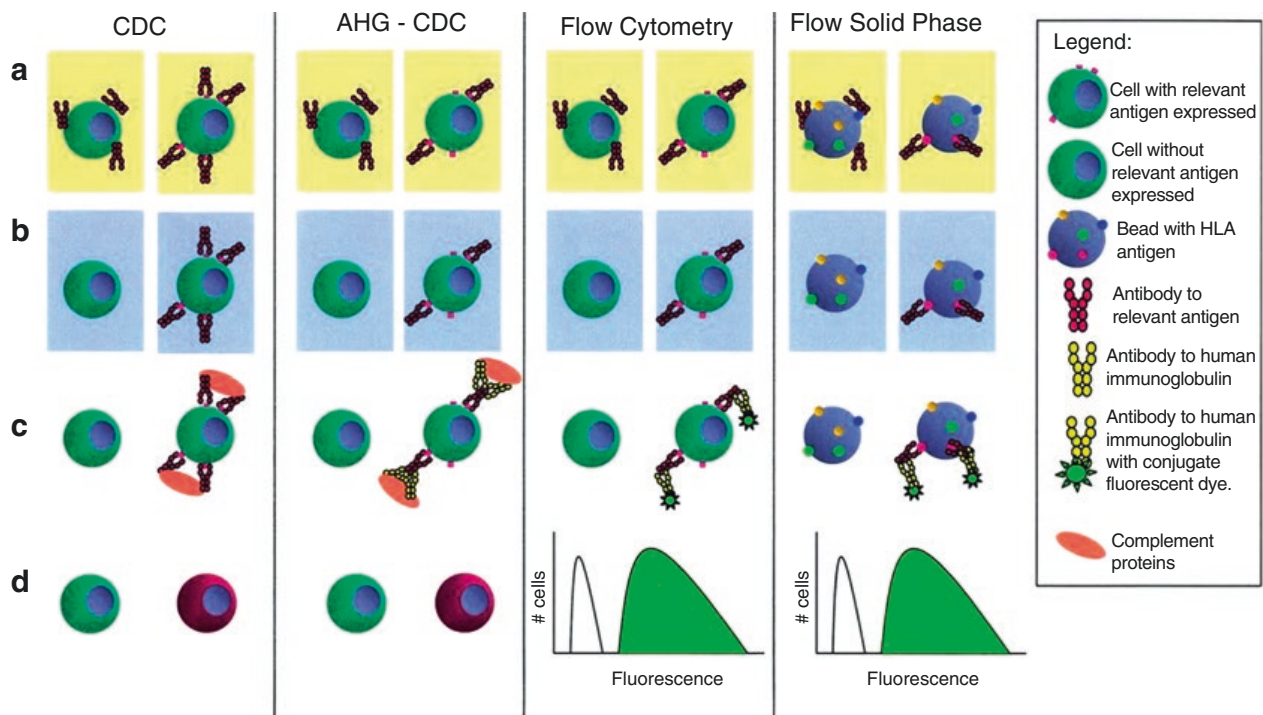 CDC
AHG - CDC
Flow Cytometry
Flow Solid Phase
a
b
c
d
# cells
Fluorescence
# cells
Fluorescence
Legend:
Cell with relevant
antigen expressed
Cell without
relevant antigen
expressed
Bead with HLA
antigen
Antibody to
relevant antigen
Antibody to human
immunoglobulin
Antibody to human
immunoglobulin
with conjugate
fluorescent dye.
Complement
proteins